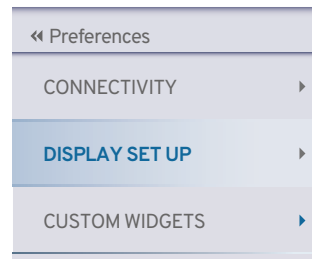 Preferences
CONNECTIVITY
DISPLAY SET UP
CUSTOM WIDGETS